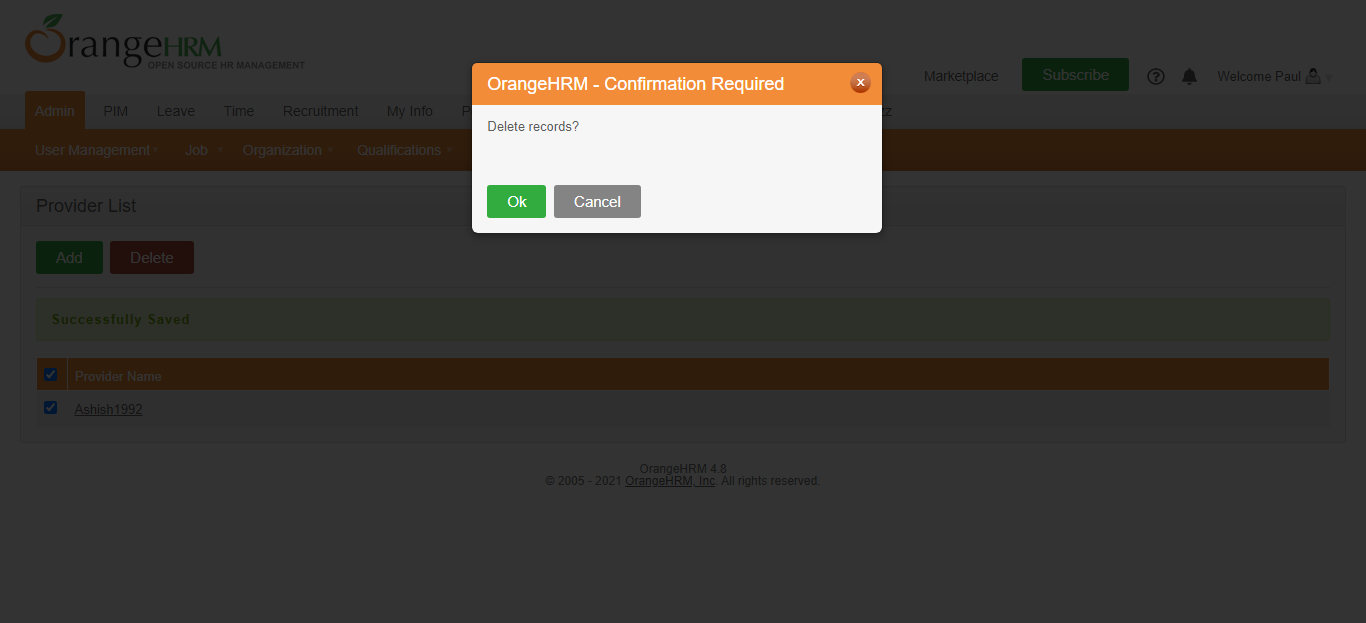 OrangeHRM
OPEN SOURCE HR MANAGEMENT
Marketplace
Subscribe
Welcome Paul
Admin PIM Leave Time Recruitment My Info
User Management Job Organization Qualifications
OrangeHRM - Confirmation Required
Delete records?
Ok Cancel
Provider List
Add Delete
Successfully Saved
Provider Name
Ashish1992
OrangeHRM 4.8
© 2005 - 2021 OrangeHRM, Inc. All rights reserved.